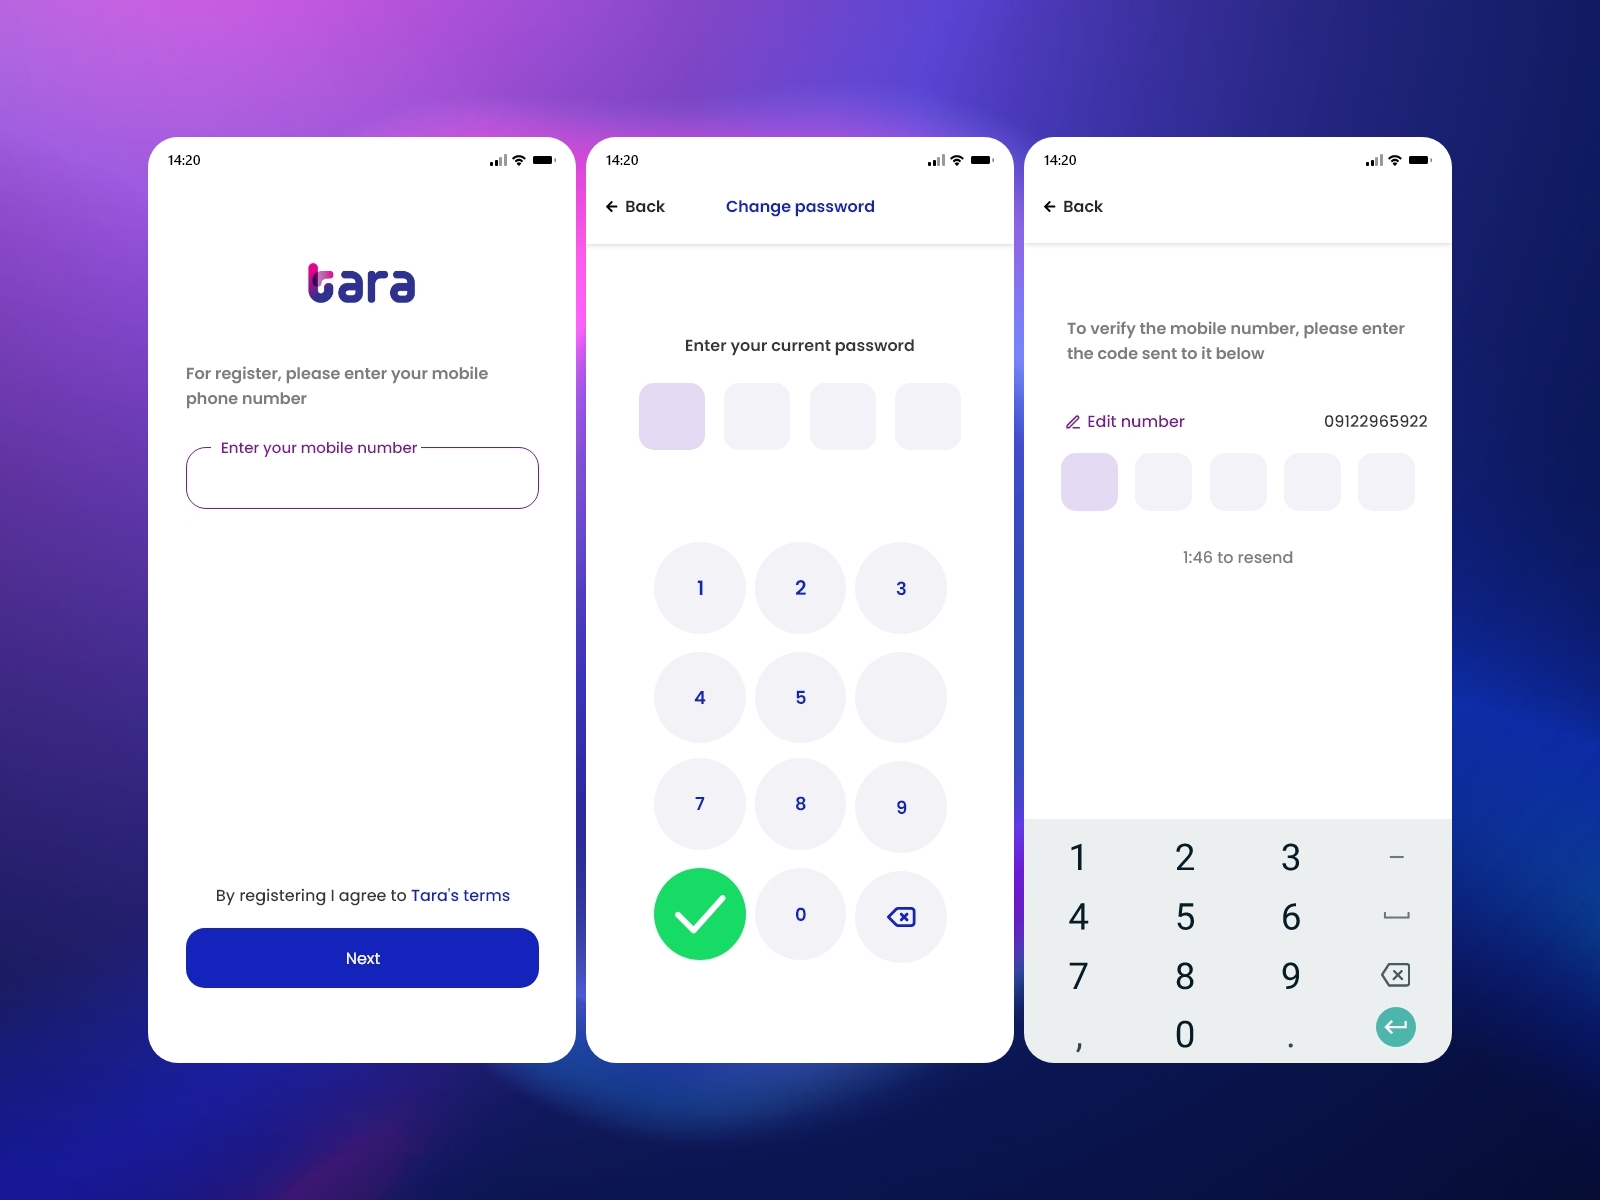 14:20
tara
For register, please enter your mobile
phone number
Enter your mobile number
By registering I agree to Tara's terms
Next
14:20
Back
Change password
Enter your current password
1 2 3
4 5
7 8 9
0
14:20
Back
To verify the mobile number, please enter
the code sent to it below
Edit number 09122965922
1:46 to resend
1 2 3 –
4 5 6
7 8 9
, 0 .